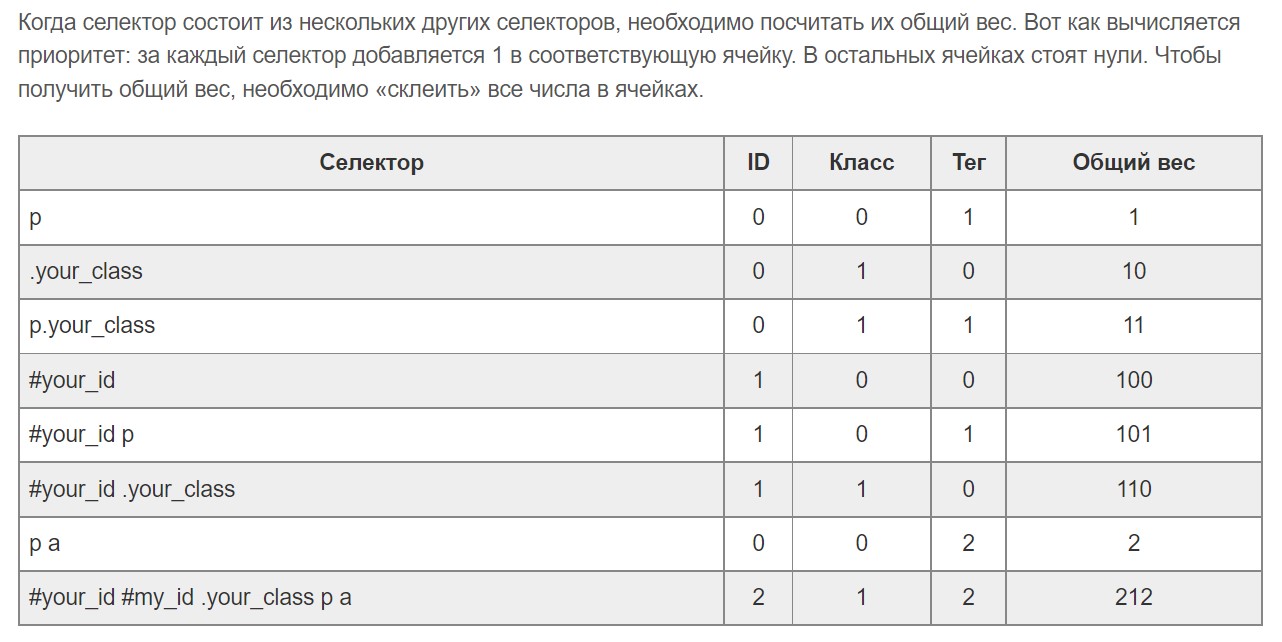 Когда селектор состоит из нескольких других селекторов, необходимо посчитать их общий вес. Вот как вычисляется
приоритет: за каждый селектор добавляется 1 в соответствующую ячейку. В остальных ячейках стоят нули. Чтобы
получить общий вес, необходимо «склеить» все числа в ячейках.
Селектор ID Класс Тег Общий вес
p 0 0 1 1
.your_class 0 1 0 10
p.your_class 0 1 1 11
#your_id 1 0 0 100
#your_id p 1 0 1 101
#your_id .your_class 1 1 0 110
p a 0 0 2 2
#your_id #my_id .your_class p a 2 1 2 212